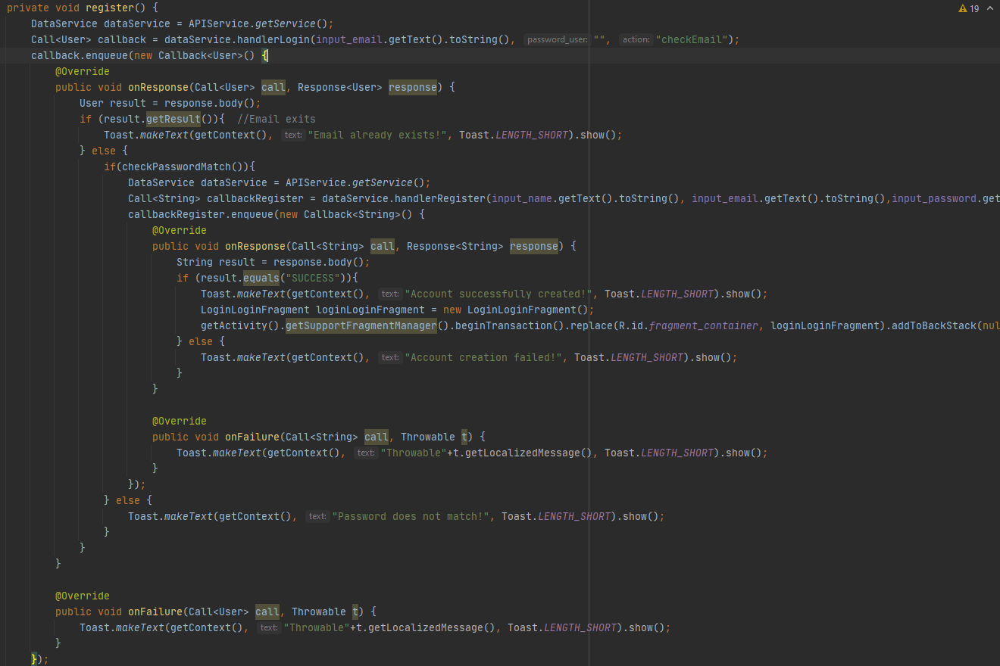 private void register() {
19
DataService dataService = APIService.getService();
Call<User> callback = dataService.handlerLogin(input_email.getText().toString(), password_user: "", action: "checkEmail");
callback.enqueue(new Callback<User>() {
@Override
public void onResponse(Call<User> call, Response<User> response) {
User result = response.body();
if (result.getResult()){  //Email exits
Toast.makeText(getContext(), text: "Email already exists!", Toast.LENGTH_SHORT).show();
} else {
if(checkPasswordMatch()){
DataService dataService = APIService.getService();
Call<String> callbackRegister = dataService.handlerRegister(input_name.getText().toString(), input_email.getText().toString(),input_password.get
callbackRegister.enqueue(new Callback<String>() {
@Override
public void onResponse(Call<String> call, Response<String> response) {
String result = response.body();
if (result.equals("SUCCESS")){
Toast.makeText(getContext(), text: "Account successfully created!", Toast.LENGTH_SHORT).show();
LoginLoginFragment loginLoginFragment = new LoginLoginFragment();
getActivity().getSupportFragmentManager().beginTransaction().replace(R.id.fragment_container, loginLoginFragment).addToBackStack(nul
} else {
Toast.makeText(getContext(), text: "Account creation failed!", Toast.LENGTH_SHORT).show();
}
}
@Override
public void onFailure(Call<String> call, Throwable t) {
Toast.makeText(getContext(), text: "Throwable"+t.getLocalizedMessage(), Toast.LENGTH_SHORT).show();
}
});
} else {
Toast.makeText(getContext(), text: "Password does not match!", Toast.LENGTH_SHORT).show();
}
}
}
@Override
public void onFailure(Call<User> call, Throwable t) {
Toast.makeText(getContext(), text: "Throwable"+t.getLocalizedMessage(), Toast.LENGTH_SHORT).show();
}
});